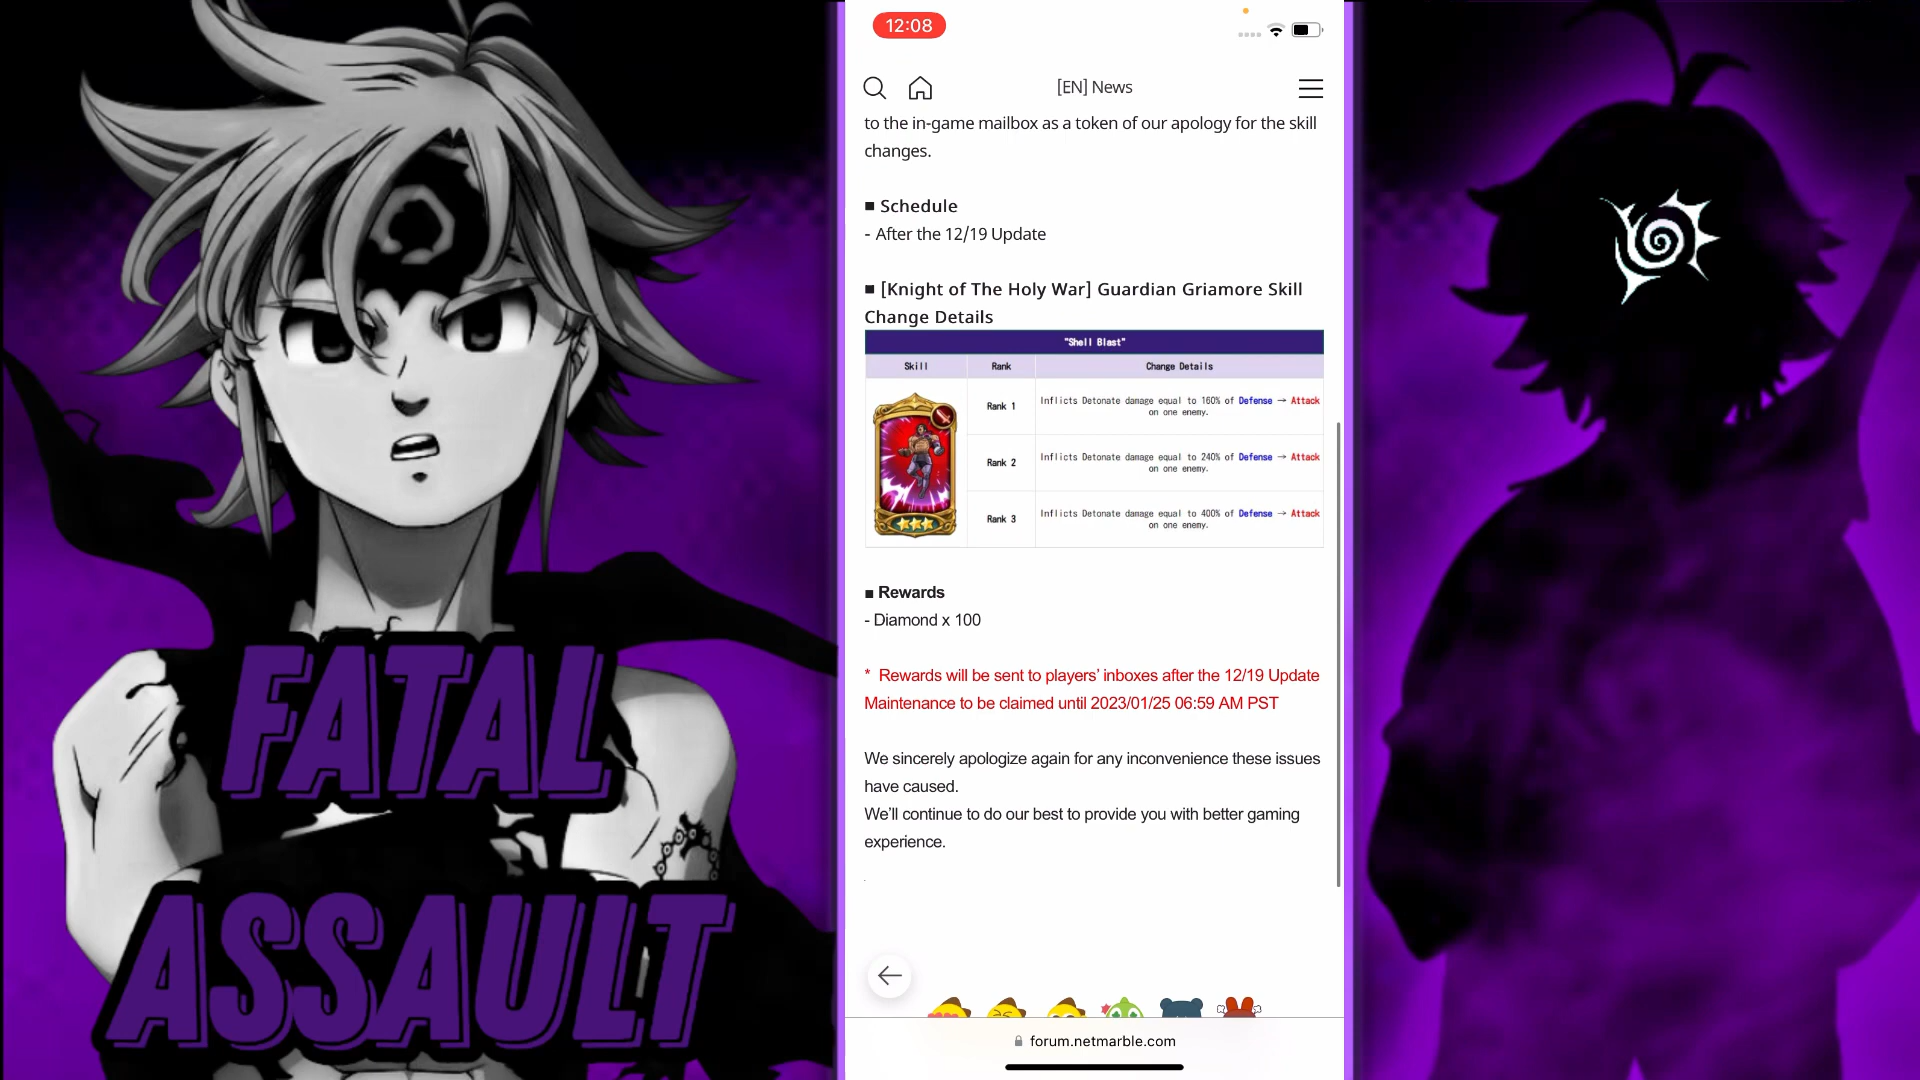 FATAL
ASSAULT
12:08
[EN] News
to the in-game mailbox as a token of our apology for the skill
changes.
■ Schedule
- After the 12/19 Update
■ [Knight of The Holy War] Guardian Griamore Skill
Change Details
"Shell Blast"
Skill Rank Change Details
Rank 1 Inflicts Detonate damage equal to 160% of Defense → Attack
on one enemy.
Rank 2 Inflicts Detonate damage equal to 240% of Defense → Attack
on one enemy.
Rank 3 Inflicts Detonate damage equal to 400% of Defense → Attack
on one enemy.
■ Rewards
- Diamond x 100
* Rewards will be sent to players’ inboxes after the 12/19 Update
Maintenance to be claimed until 2023/01/25 06:59 AM PST
We sincerely apologize again for any inconvenience these issues
have caused.
We’ll continue to do our best to provide you with better gaming
experience.
.
forum.netmarble.com